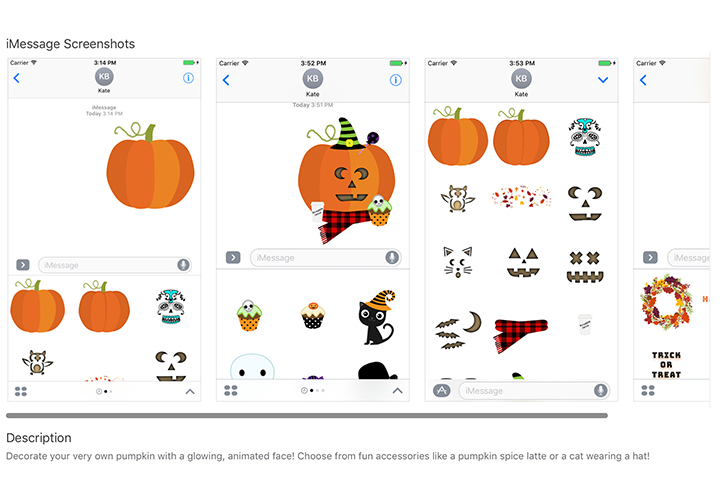 iMessage Screenshots
Carrier 3:14 PM
KB
Kate
iMessage
Today 3:14 PM
iMessage
Carrier 3:52 PM
KB
Kate
Today 3:51 PM
iMessage
Carrier 3:53 PM
KB
Kate
iMessage
Carrier
iMessage
TRICK
OR
TREAT
Description
Decorate your very own pumpkin with a glowing, animated face! Choose from fun accessories like a pumpkin spice latte or a cat wearing a hat!